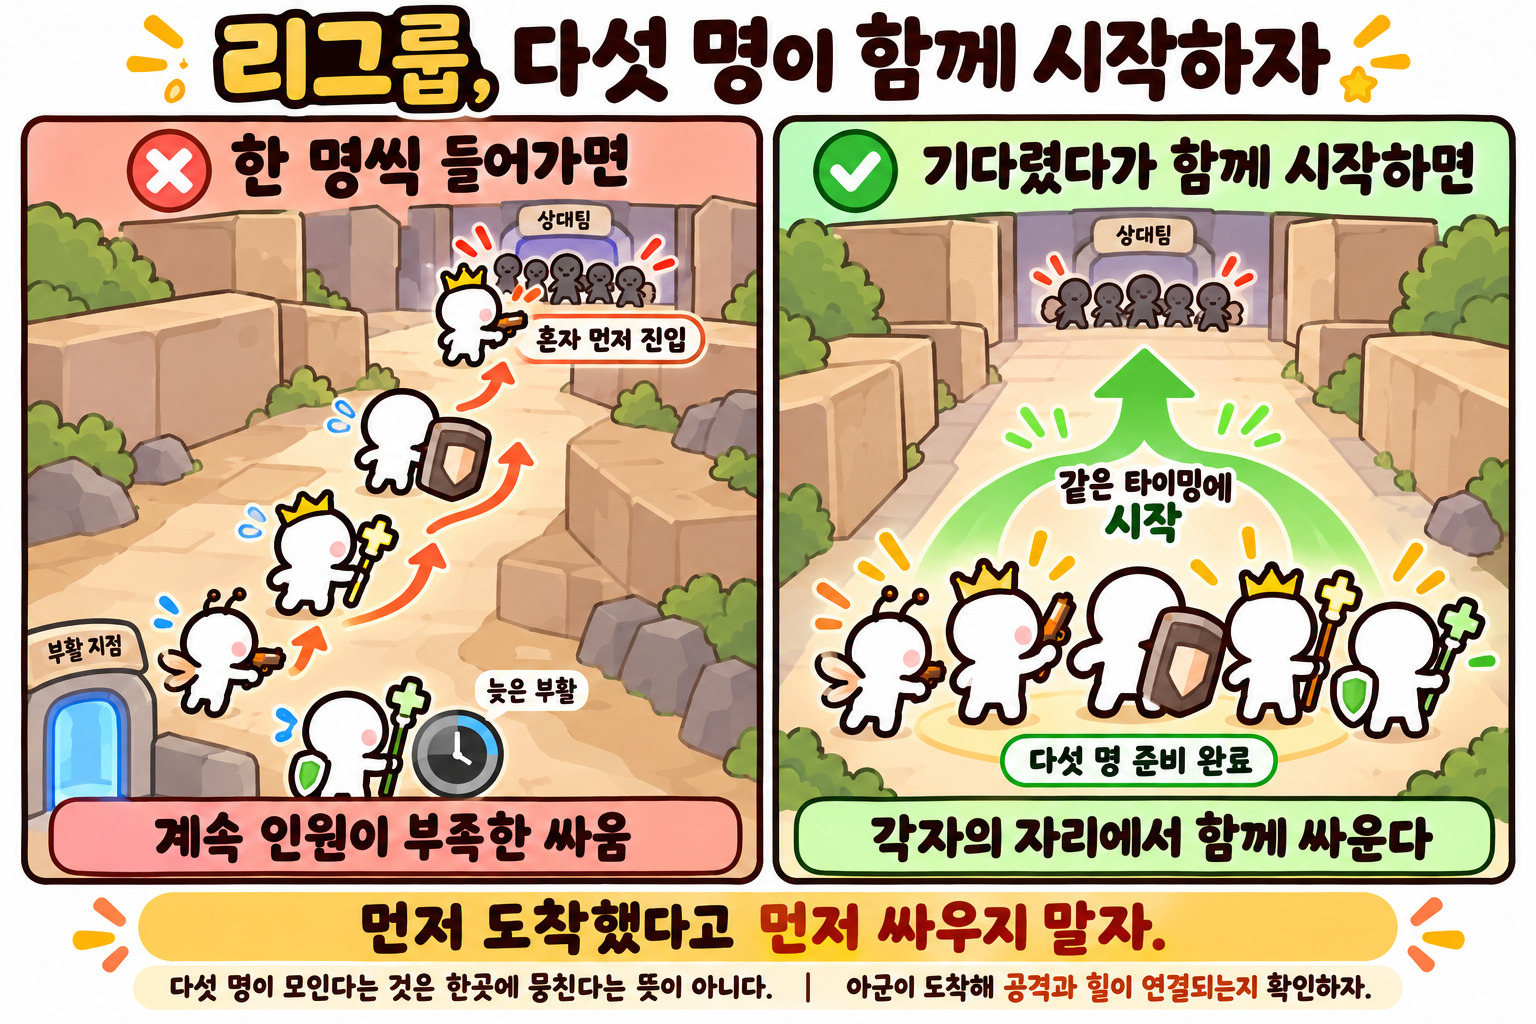 리그룹, 다섯 명이 함께 시작하자
한 명씩 들어가면
상대팀
혼자 먼저 진입
부활 지점
늦은 부활
계속 인원이 부족한 싸움
기다렸다가 함께 시작하면
상대팀
같은 타이밍에
시작
다섯 명 준비 완료
각자의 자리에서 함께 싸운다
먼저 도착했다고 먼저 싸우지 말자.
다섯 명이 모인다는 것은 한곳에 뭉친다는 뜻이 아니다. | 아군이 도착해 공격과 힐이 연결되는지 확인하자.